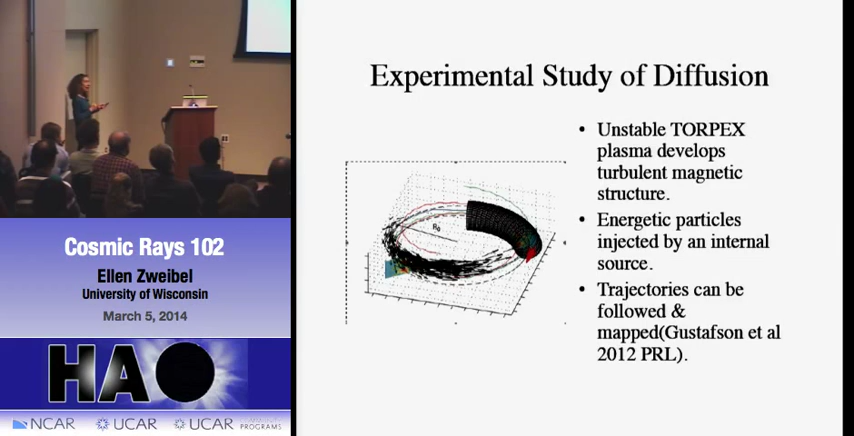 Experimental Study of Diffusion
• Unstable TORPEX
plasma develops
turbulent magnetic
structure.
• Energetic particles
injected by an internal
source.
• Trajectories can be
followed &
mapped(Gustafson et al
2012 PRL).
R₀
Cosmic Rays 102
Ellen Zweibel
University of Wisconsin
March 5, 2014
HAO
NCAR
UCAR
UCAR
PROGRAMS